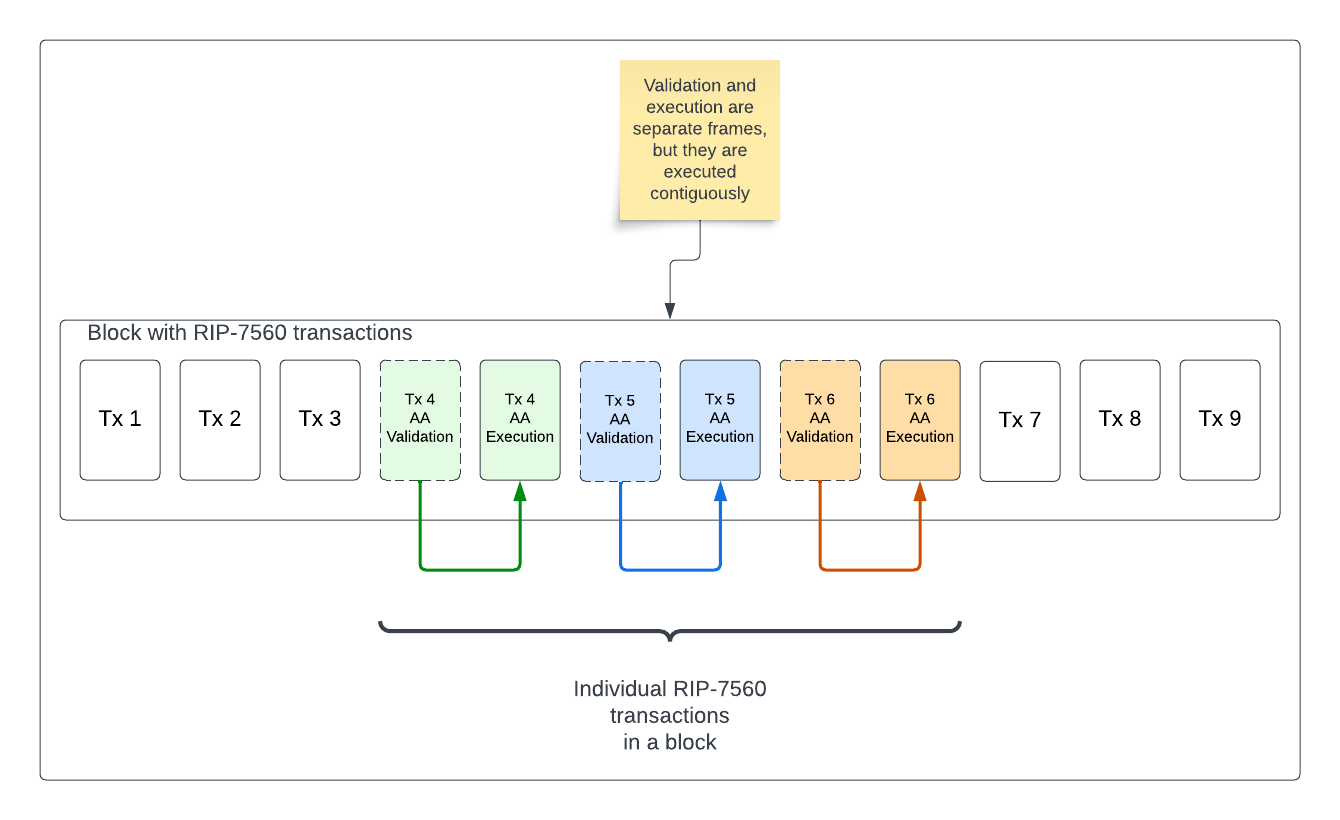 Validation and
execution are
separate frames,
but they are
executed
contiguously
Block with RIP-7560 transactions
Tx 1
Tx 2
Tx 3
Tx 4
AA
Validation
Tx 4
AA
Execution
Tx 5
AA
Validation
Tx 5
AA
Execution
Tx 6
AA
Validation
Tx 6
AA
Execution
Tx 7
Tx 8
Tx 9
Individual RIP-7560
transactions
in a block